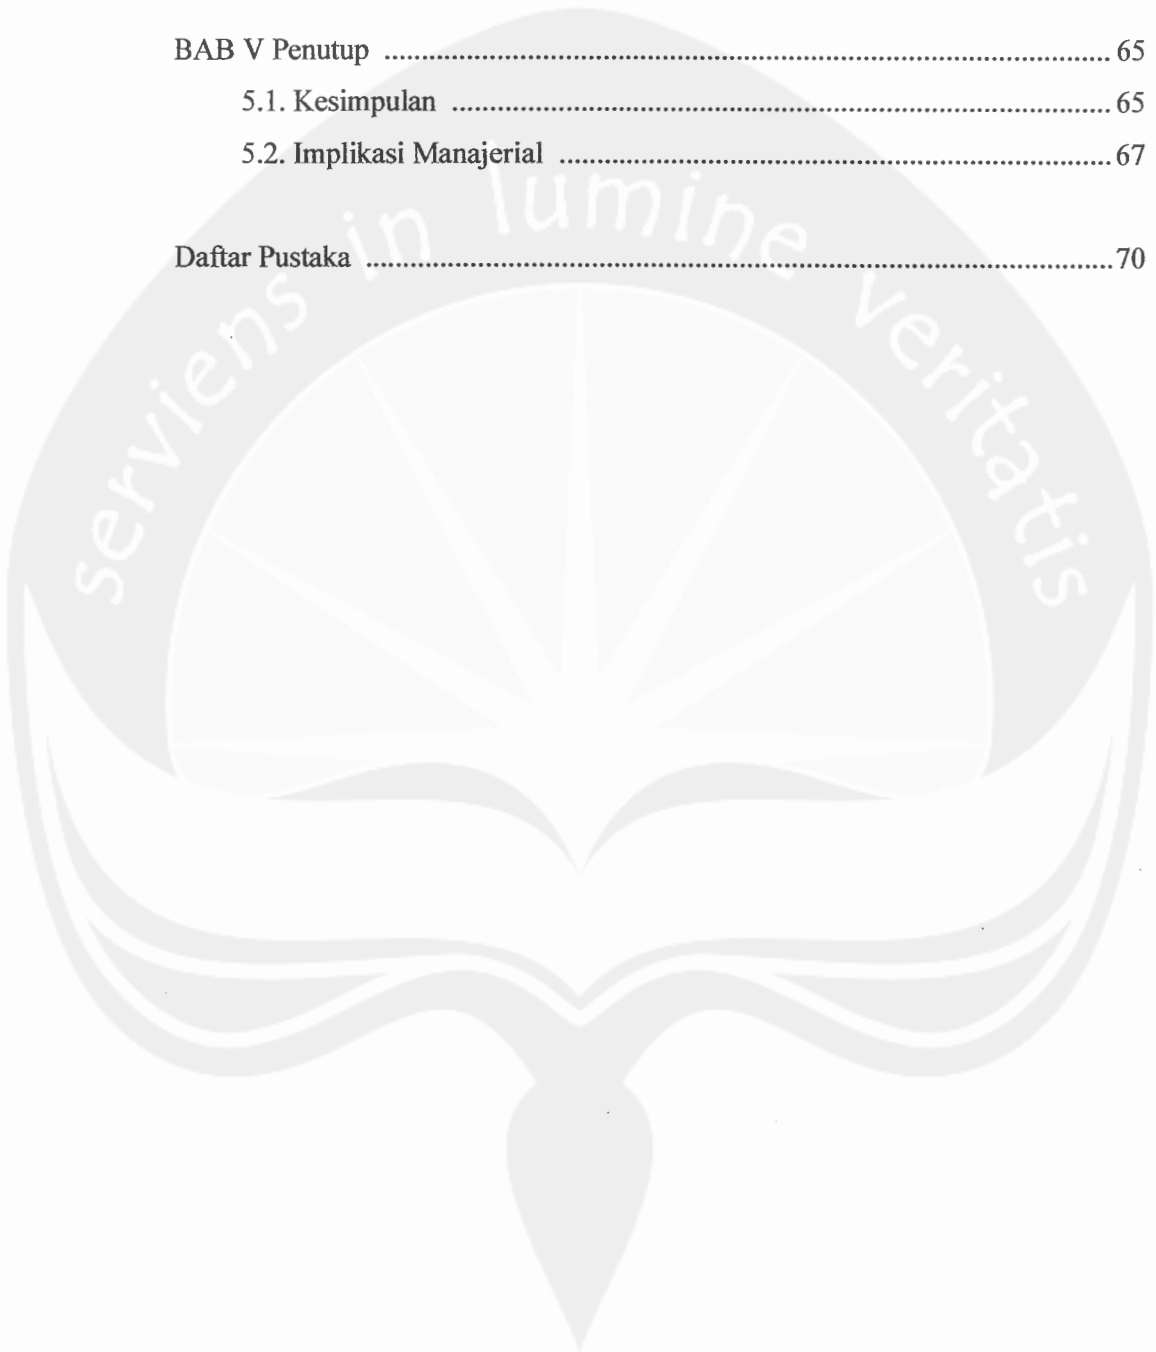 BAB V Penutup ........................................................................ 65
5.1. Kesimpulan ........................................................................ 65
5.2. Implikasi Manajerial ........................................................................ 67
Daftar Pustaka ........................................................................ 70
serviens in lumine veritatis